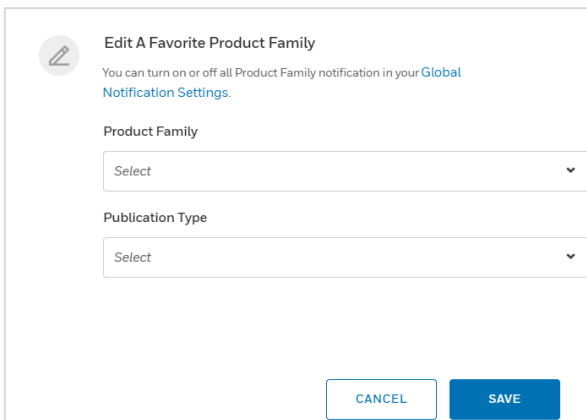 Edit A Favorite Product Family
You can turn on or off all Product Family notification in your Global
Notification Settings.
Product Family
Select
Publication Type
Select
CANCEL
SAVE